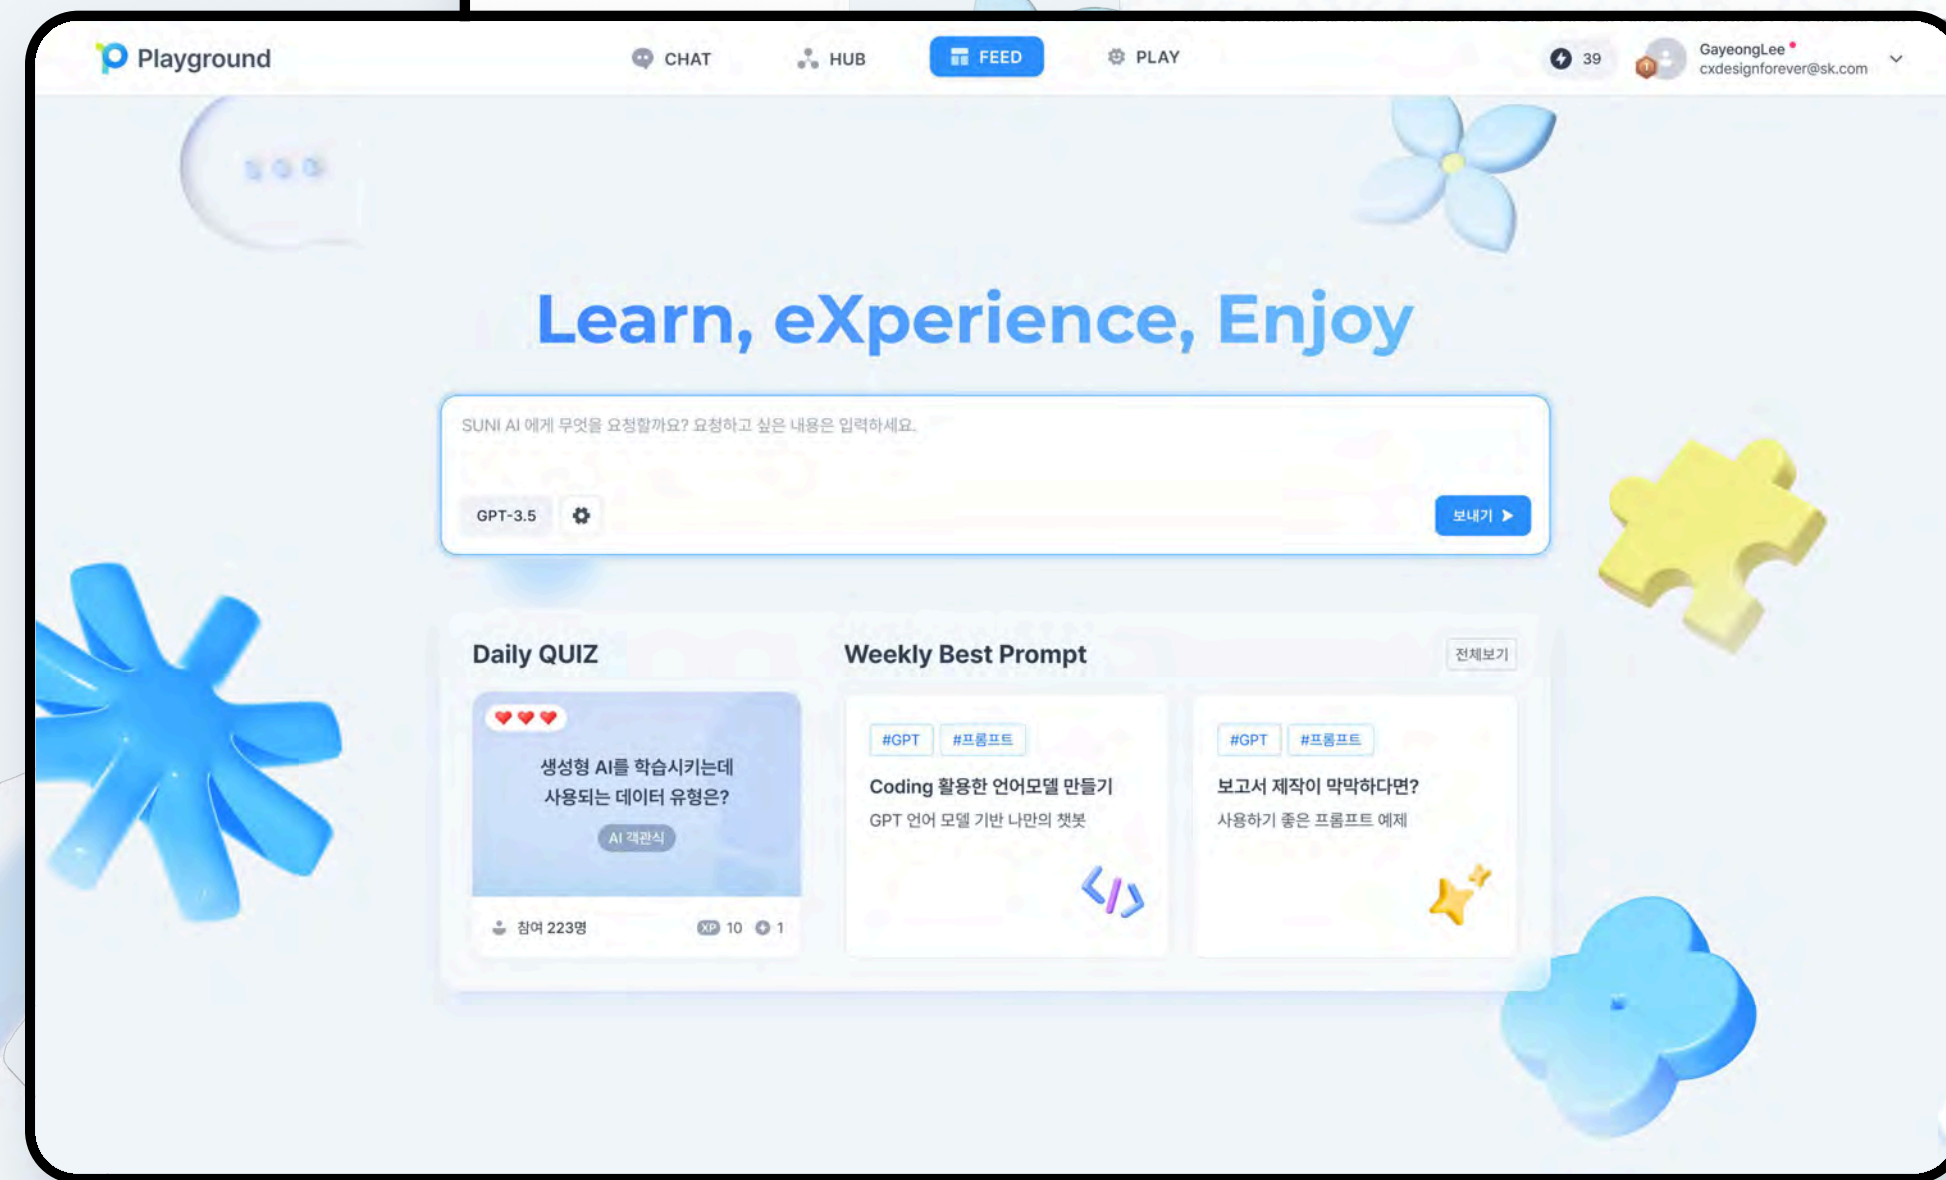 Playground
CHAT
HUB
FEED
PLAY
39
GayeongLee
cxdesignforever@sk.com
Learn, eXperience, Enjoy
SUNI AI 에게 무엇을 요청할까요? 요청하고 싶은 내용은 입력하세요.
GPT-3.5
보내기
Daily QUIZ
생성형 AI를 학습시키는데
사용되는 데이터 유형은?
AI 객관식
참여 223명
XP 10 1
Weekly Best Prompt
전체보기
#GPT #프롬프트
Coding 활용한 언어모델 만들기
GPT 언어 모델 기반 나만의 챗봇
#GPT #프롬프트
보고서 제작이 막막하다면?
사용하기 좋은 프롬프트 예제